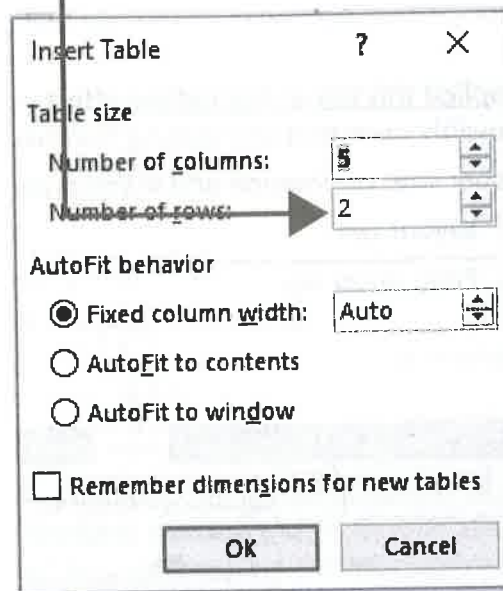 Insert Table ? ×
Table size
Number of columns: 5
Number of rows: 2
AutoFit behavior
Fixed column width: Auto
AutoFit to contents
AutoFit to window
Remember dimensions for new tables
OK Cancel